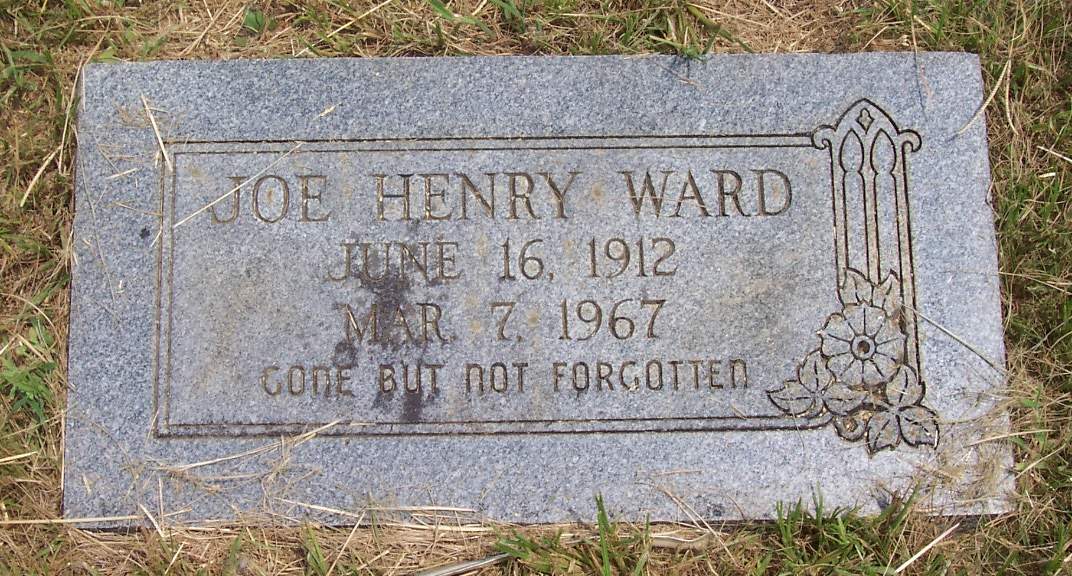 JOE HENRY WARD
JUNE 16, 1912
MAR. 7, 1967
GONE BUT NOT FORGOTTEN